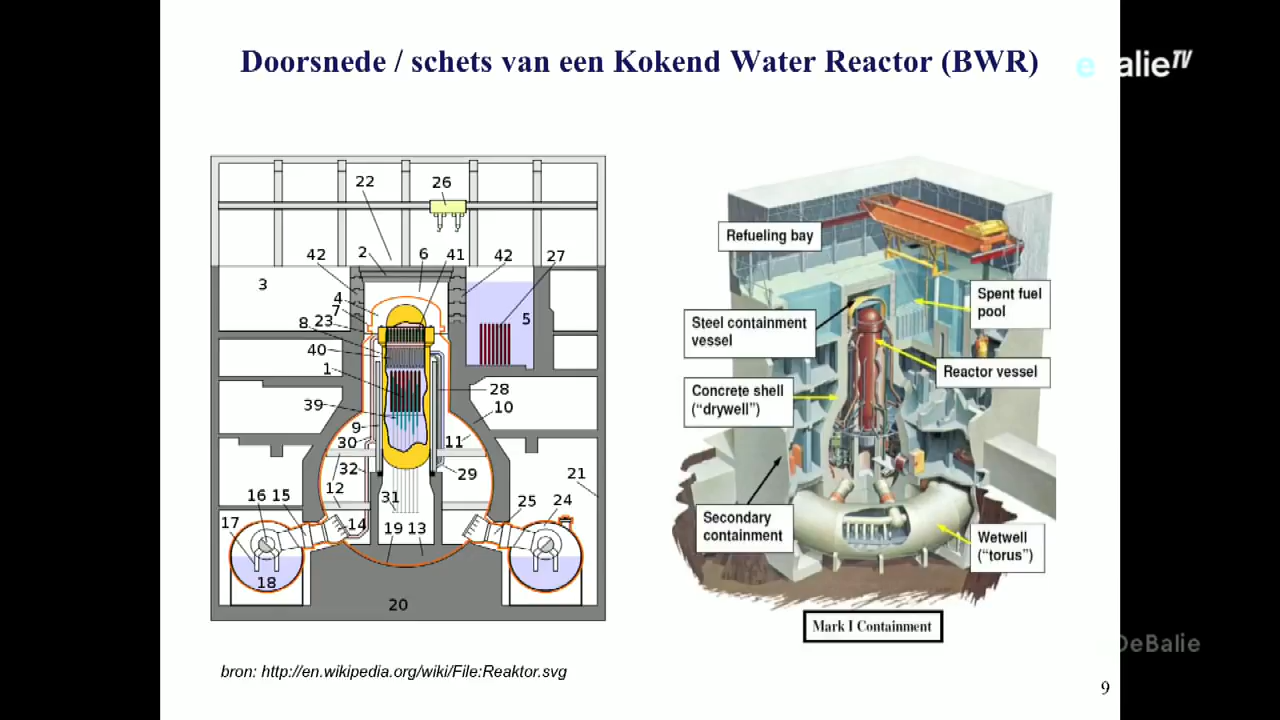 Doorsnede / schets van een Kokend Water Reactor (BWR)
eBalieTV
22
26
42
2
6
41
42
27
3
4
7
5
8
23
40
1
28
39
10
9
30
11
32
29
21
12
16
15
31
25
24
17
14
19
13
18
20
Refueling bay
Spent fuel
pool
Steel containment
vessel
Reactor vessel
Concrete shell
("drywell")
Secondary
containment
Wetwell
("torus")
Mark I Containment
DeBalie
bron: http://en.wikipedia.org/wiki/File:Reaktor.svg
9